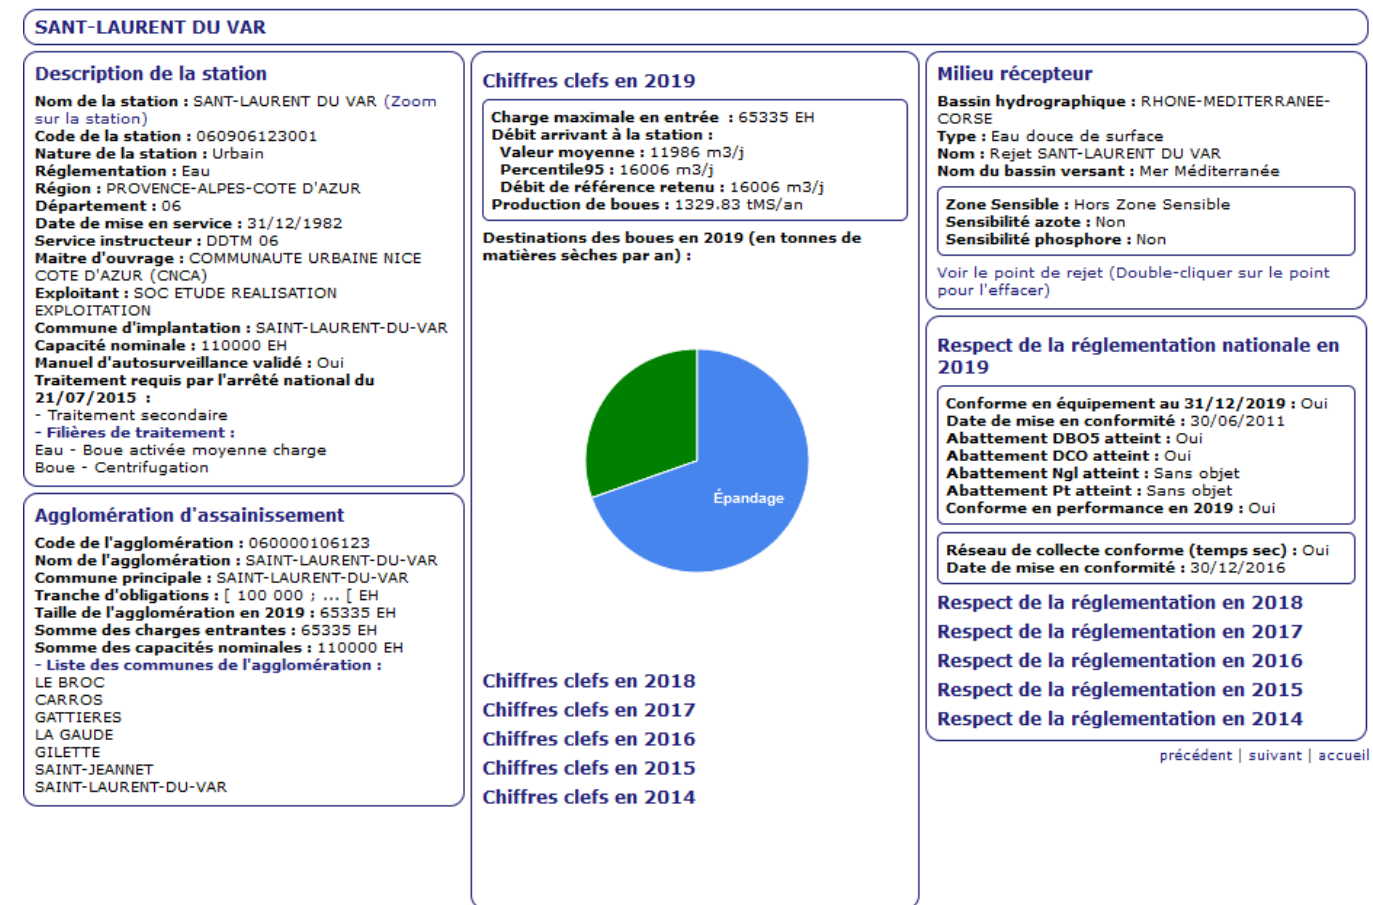 SANT-LAURENT DU VAR
Description de la station
Nom de la station : SANT-LAURENT DU VAR (Zoom
sur la station)
Code de la station : 060906123001
Nature de la station : Urbain
Réglementation : Eau
Région : PROVENCE-ALPES-COTE D'AZUR
Département : 06
Date de mise en service : 31/12/1982
Service instructeur : DDTM 06
Maitre d'ouvrage : COMMUNAUTE URBAINE NICE
COTE D'AZUR (CNCA)
Exploitant : SOC ETUDE REALISATION
EXPLOITATION
Commune d'implantation : SAINT-LAURENT-DU-VAR
Capacité nominale : 110000 EH
Manuel d'autosurveillance validé : Oui
Traitement requis par l'arrêté national du
21/07/2015 :
- Traitement secondaire
- Filières de traitement :
Eau - Boue activée moyenne charge
Boue - Centrifugation
Agglomération d'assainissement
Code de l'agglomération : 060000106123
Nom de l'agglomération : SAINT-LAURENT-DU-VAR
Commune principale : SAINT-LAURENT-DU-VAR
Tranche d'obligations : [ 100 000 ; ... [ EH
Taille de l'agglomération en 2019 : 65335 EH
Somme des charges entrantes : 65335 EH
Somme des capacités nominales : 110000 EH
- Liste des communes de l'agglomération :
LE BROC
CARROS
GATTIERES
LA GAUDE
GILETTE
SAINT-JEANNET
SAINT-LAURENT-DU-VAR
Chiffres clefs en 2019
Charge maximale en entrée : 65335 EH
Débit arrivant à la station :
Valeur moyenne : 11986 m3/j
Percentile95 : 16006 m3/j
Débit de référence retenu : 16006 m3/j
Production de boues : 1329.83 tMS/an
Destinations des boues en 2019 (en tonnes de
matières sèches par an) :
Épandage
Chiffres clefs en 2018
Chiffres clefs en 2017
Chiffres clefs en 2016
Chiffres clefs en 2015
Chiffres clefs en 2014
Milieu récepteur
Bassin hydrographique : RHONE-MEDITERRANEE-
CORSE
Type : Eau douce de surface
Nom : Rejet SANT-LAURENT DU VAR
Nom du bassin versant : Mer Méditerranée
Zone Sensible : Hors Zone Sensible
Sensibilité azote : Non
Sensibilité phosphore : Non
Voir le point de rejet (Double-cliquer sur le point
pour l'effacer)
Respect de la réglementation nationale en
2019
Conforme en équipement au 31/12/2019 : Oui
Date de mise en conformité : 30/06/2011
Abattement DBO5 atteint : Oui
Abattement DCO atteint : Oui
Abattement Ngl atteint : Sans objet
Abattement Pt atteint : Sans objet
Conforme en performance en 2019 : Oui
Réseau de collecte conforme (temps sec) : Oui
Date de mise en conformité : 30/12/2016
Respect de la réglementation en 2018
Respect de la réglementation en 2017
Respect de la réglementation en 2016
Respect de la réglementation en 2015
Respect de la réglementation en 2014
précédent | suivant | accueil